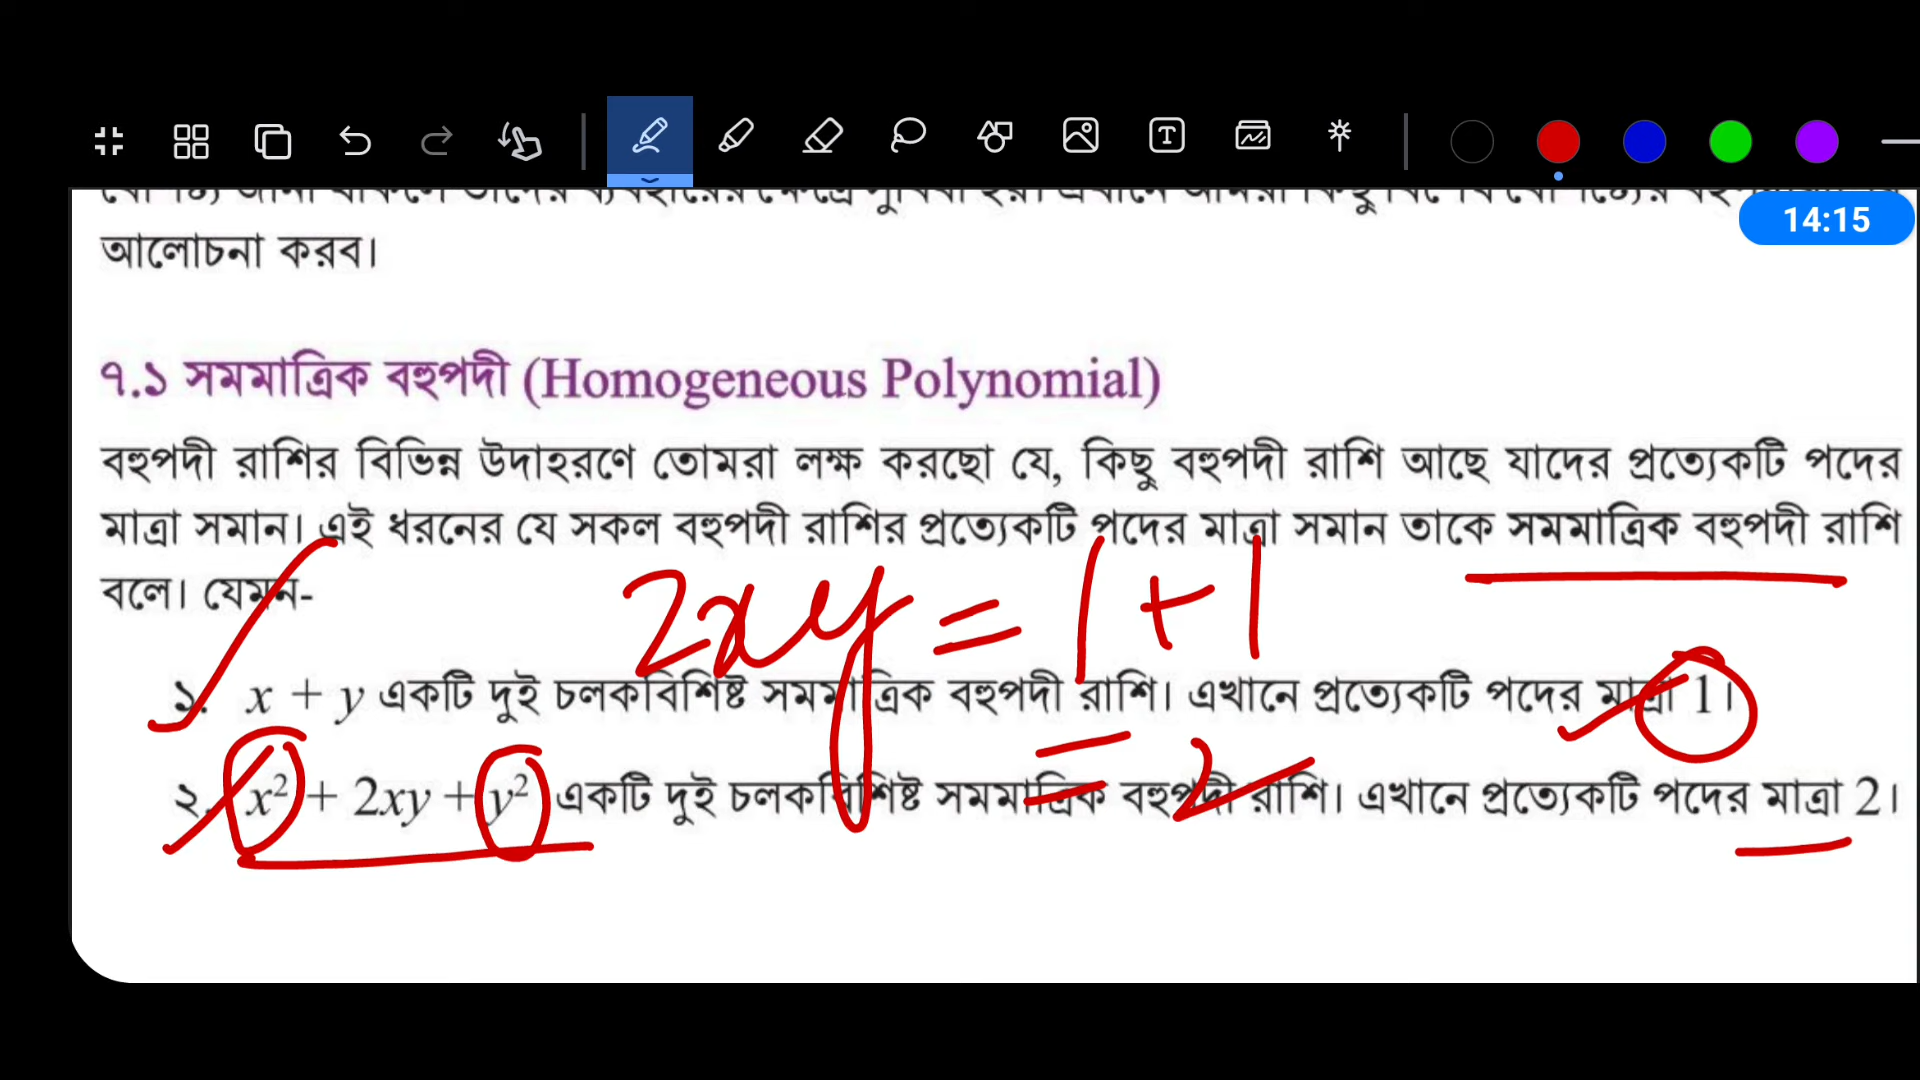 14:15
আলোচনা করব।
৭.১ সমমাত্রিক বহুপদী (Homogeneous Polynomial)
বহুপদী রাশির বিভিন্ন উদাহরণে তোমরা লক্ষ করছো যে, কিছু বহুপদী রাশি আছে যাদের প্রত্যেকটি পদের
মাত্রা সমান। এই ধরনের যে সকল বহুপদী রাশির প্রত্যেকটি পদের মাত্রা সমান তাকে সমমাত্রিক বহুপদী রাশি
বলে। যেমন-
2xy = 1 + 1
১. x + y একটি দুই চলকবিশিষ্ট সমমাত্রিক বহুপদী রাশি। এখানে প্রত্যেকটি পদের মাত্রা 1।
= 2
২. x² + 2xy + y² একটি দুই চলকবিশিষ্ট সমমাত্রিক বহুপদী রাশি। এখানে প্রত্যেকটি পদের মাত্রা 2।